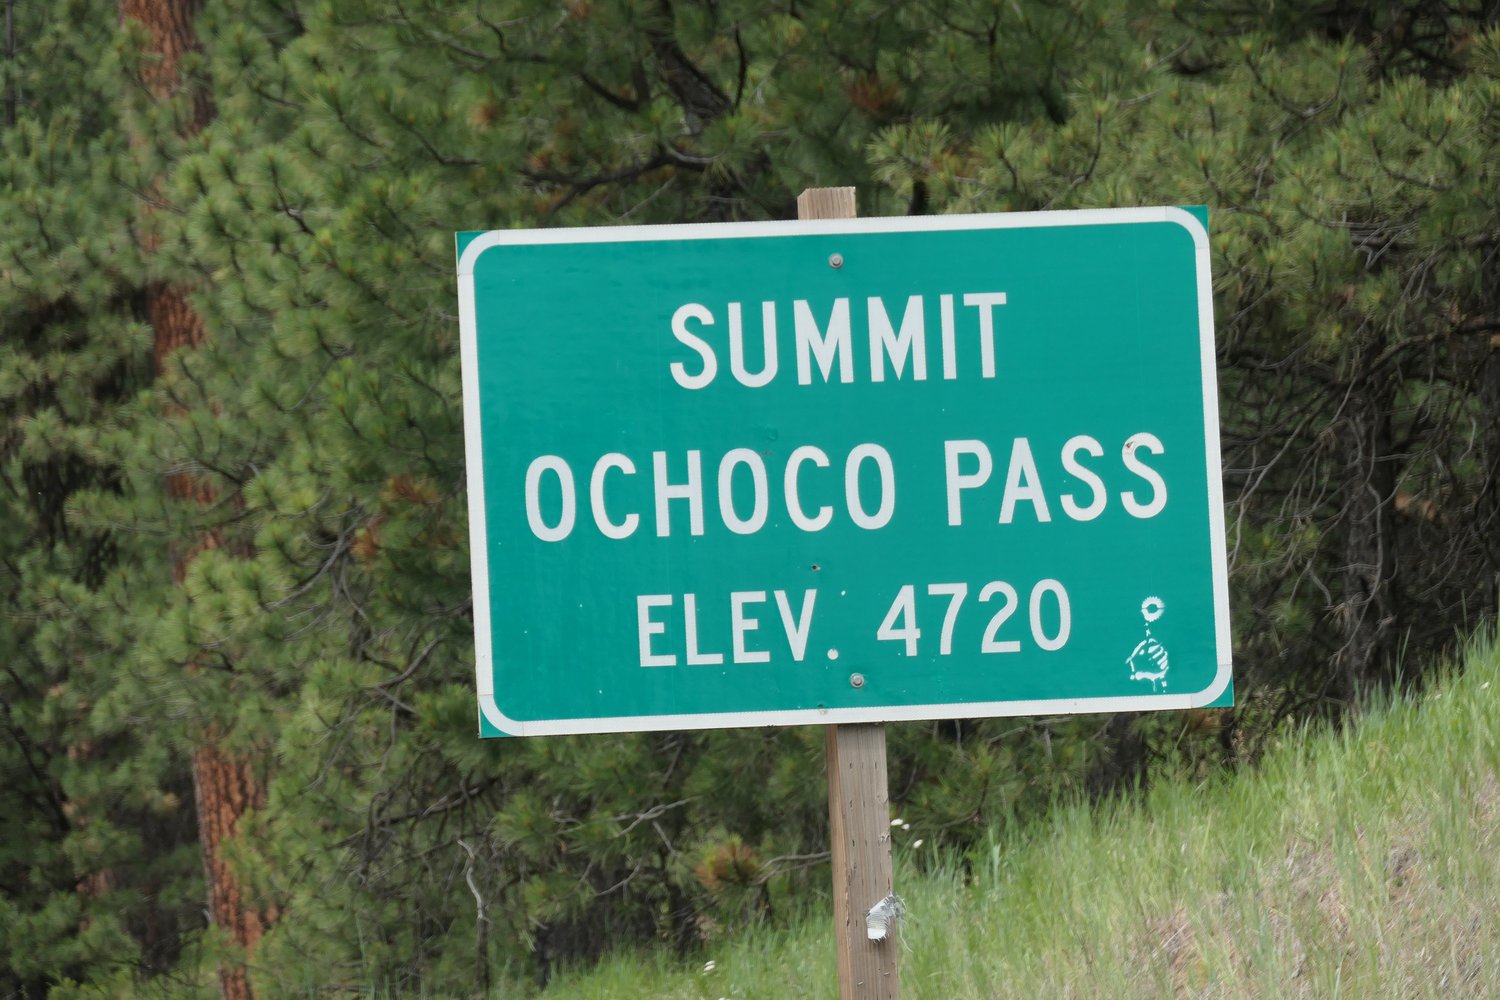 SUMMIT
OCHOCO PASS
ELEV. 4720